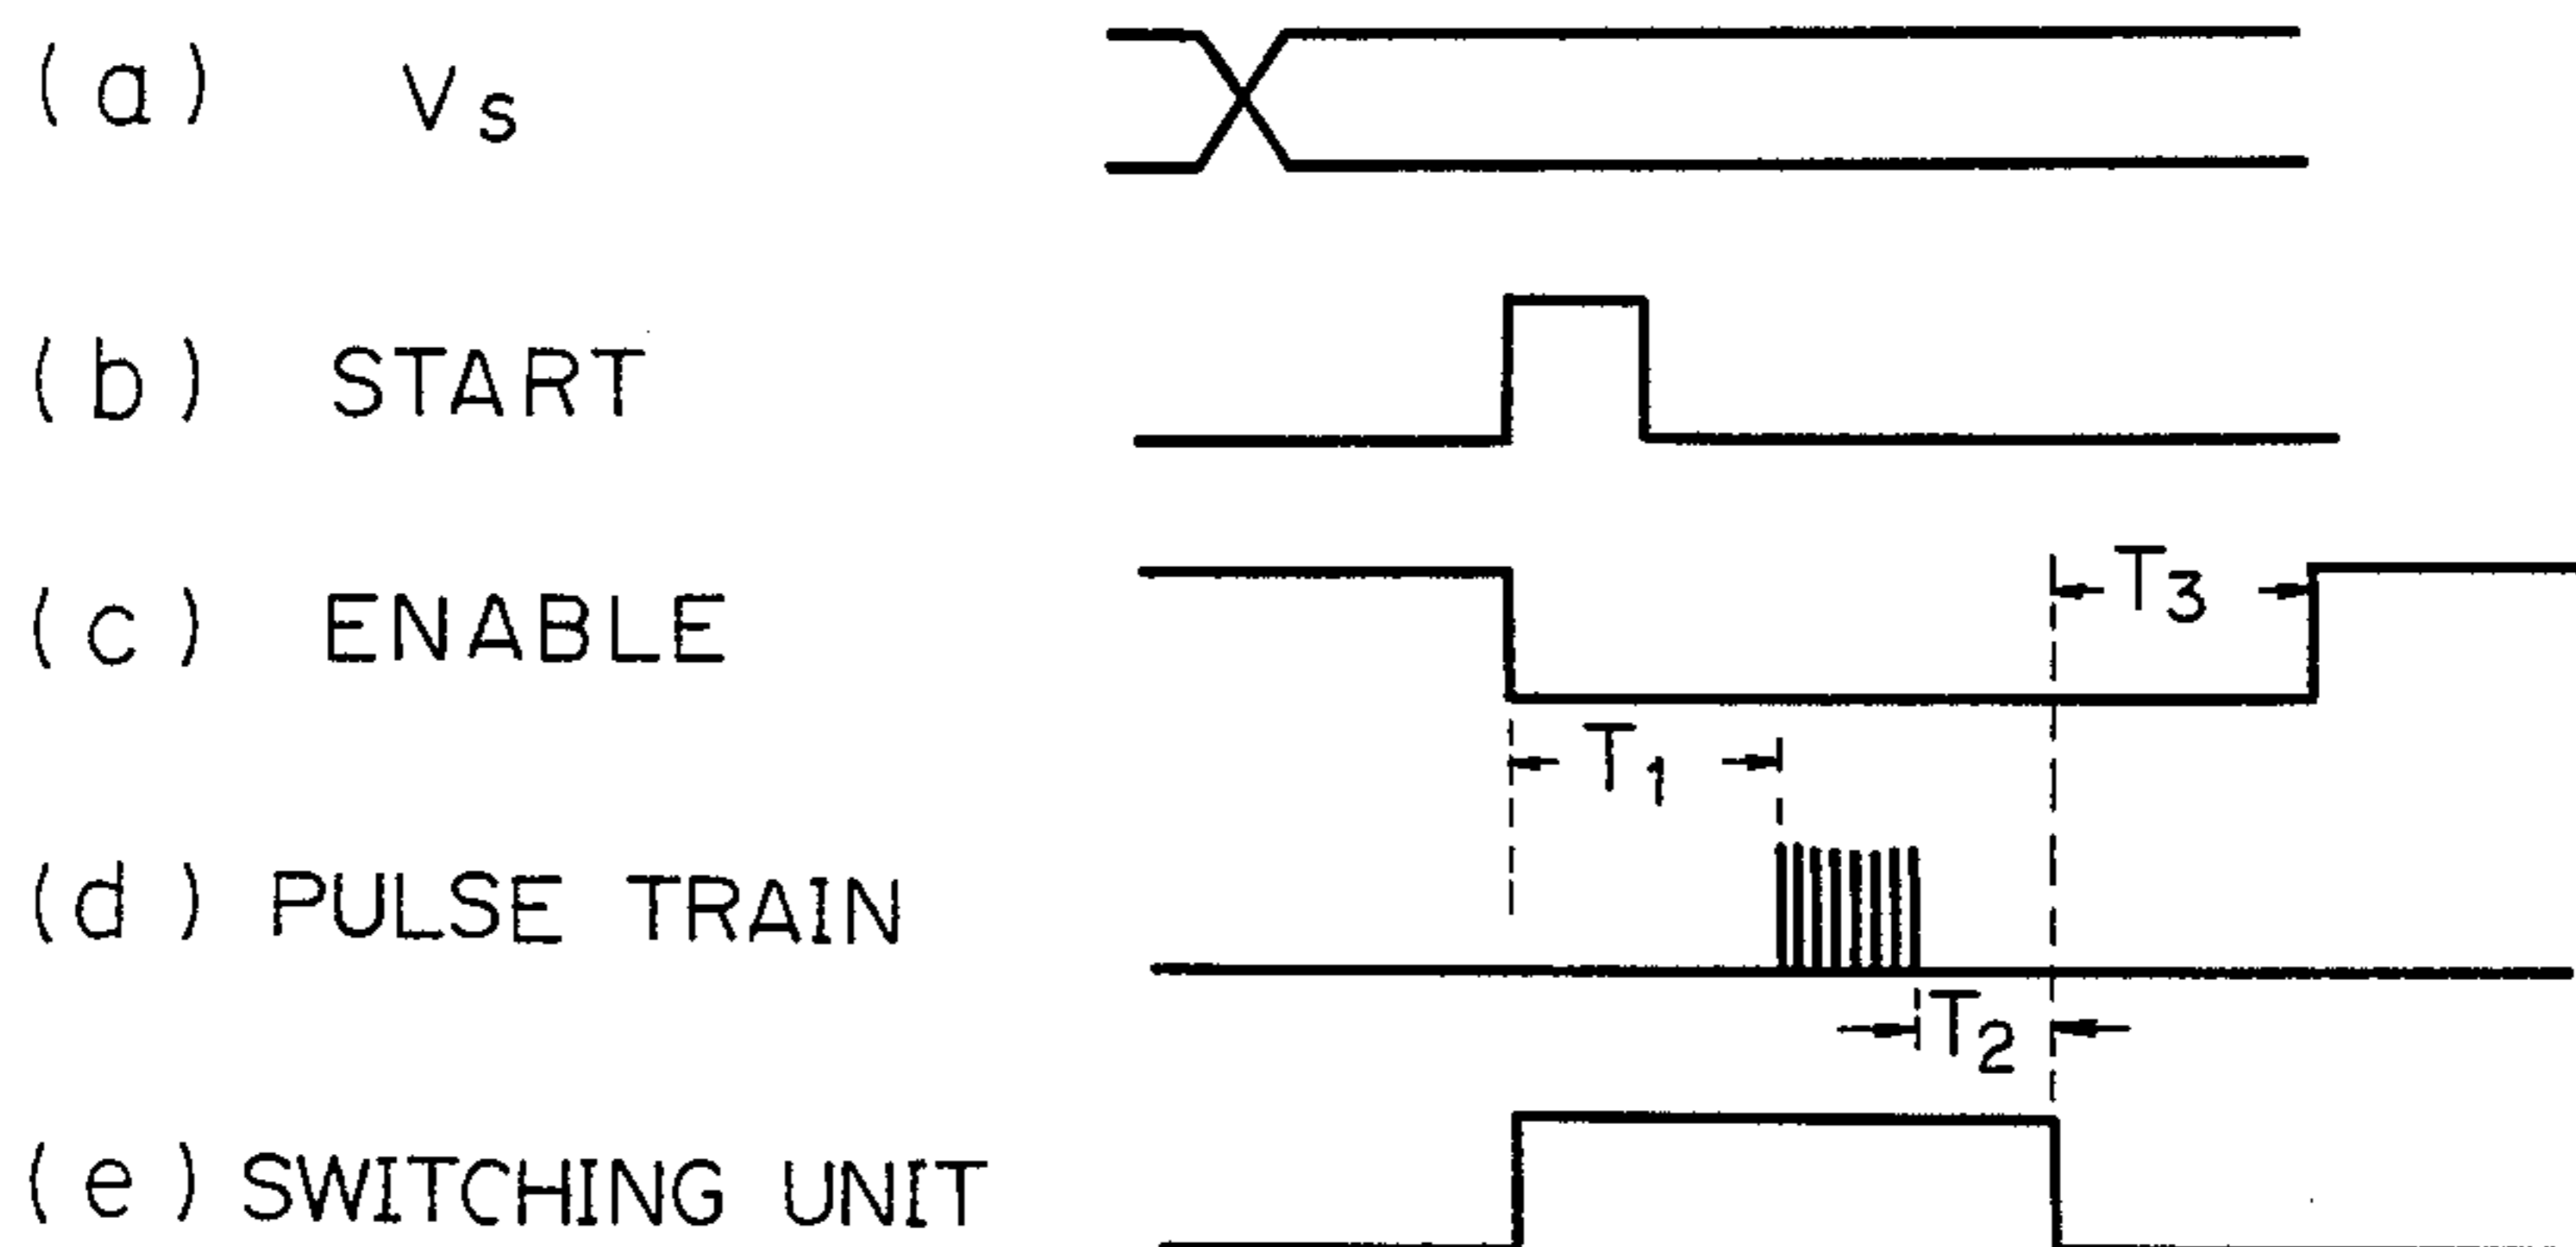 (a) Vs
(b) START
(c) ENABLE
T3
T1
(d) PULSE TRAIN
T2
(e) SWITCHING UNIT